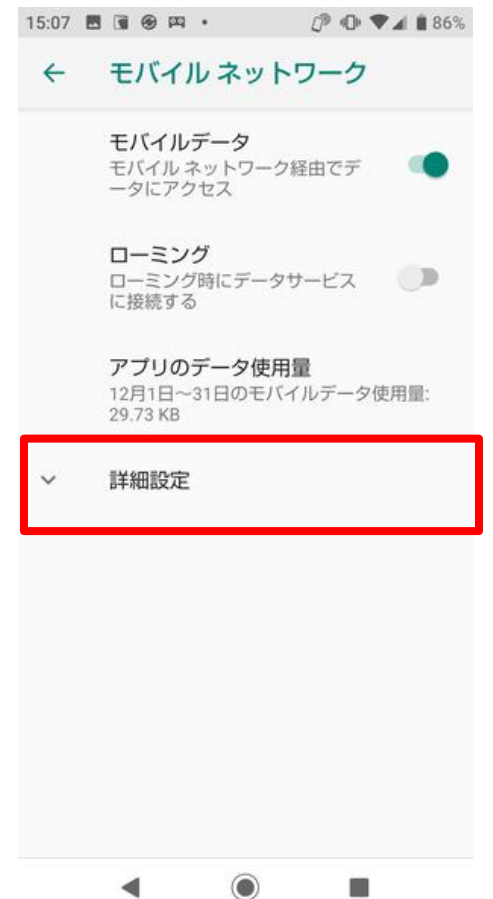 15:07
86%
モバイル ネットワーク
モバイルデータ
モバイル ネットワーク経由でデ
ータにアクセス
ローミング
ローミング時にデータサービス
に接続する
アプリのデータ使用量
12月1日~31日のモバイルデータ使用量:
29.73 KB
詳細設定